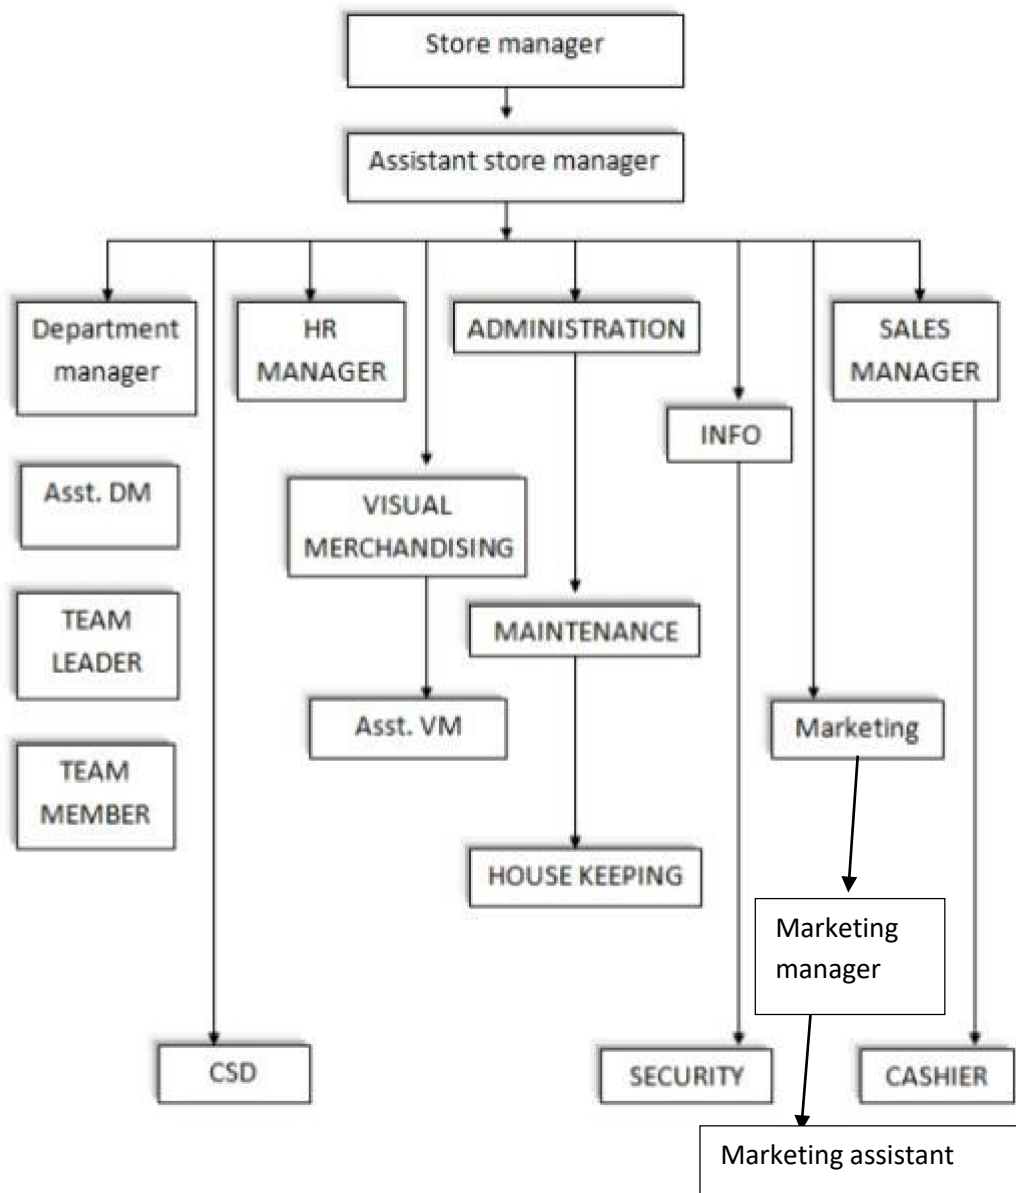 Store manager
Assistant store manager
Department
manager
HR
MANAGER
ADMINISTRATION
SALES
MANAGER
INFO
Asst. DM
VISUAL
MERCHANDISING
TEAM
LEADER
MAINTENANCE
Asst. VM
Marketing
TEAM
MEMBER
HOUSE KEEPING
Marketing
manager
CSD
SECURITY
CASHIER
Marketing assistant